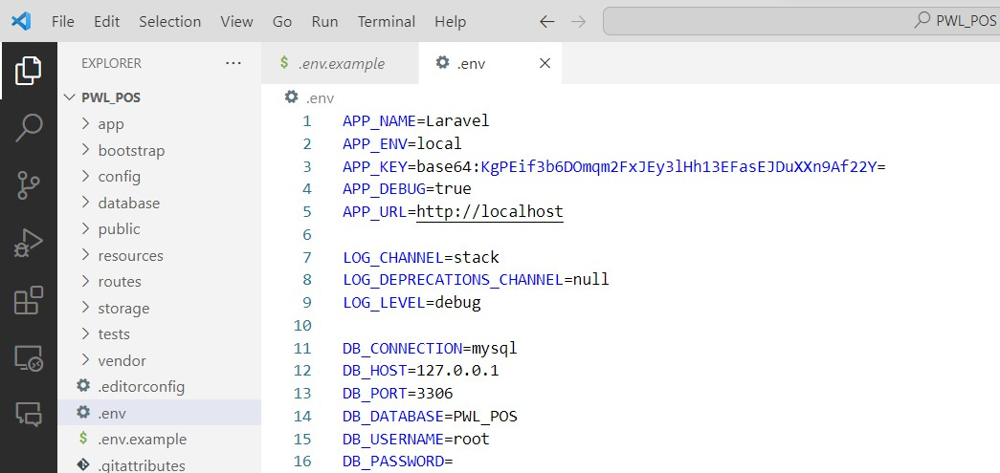 File Edit Selection View Go Run Terminal Help PWL_POS
EXPLORER
PWL_POS
app
bootstrap
config
database
public
resources
routes
storage
tests
vendor
.editorconfig
.env
$ .env.example
.gitattributes
$ .env.example
.env
.env
1 APP_NAME=Laravel
2 APP_ENV=local
3 APP_KEY=base64:KgPEif3b6DOmqm2FxJEy3lHh13EFasEJDuXXn9Af22Y=
4 APP_DEBUG=true
5 APP_URL=http://localhost
6
7 LOG_CHANNEL=stack
8 LOG_DEPRECATIONS_CHANNEL=null
9 LOG_LEVEL=debug
10
11 DB_CONNECTION=mysql
12 DB_HOST=127.0.0.1
13 DB_PORT=3306
14 DB_DATABASE=PWL_POS
15 DB_USERNAME=root
16 DB_PASSWORD=